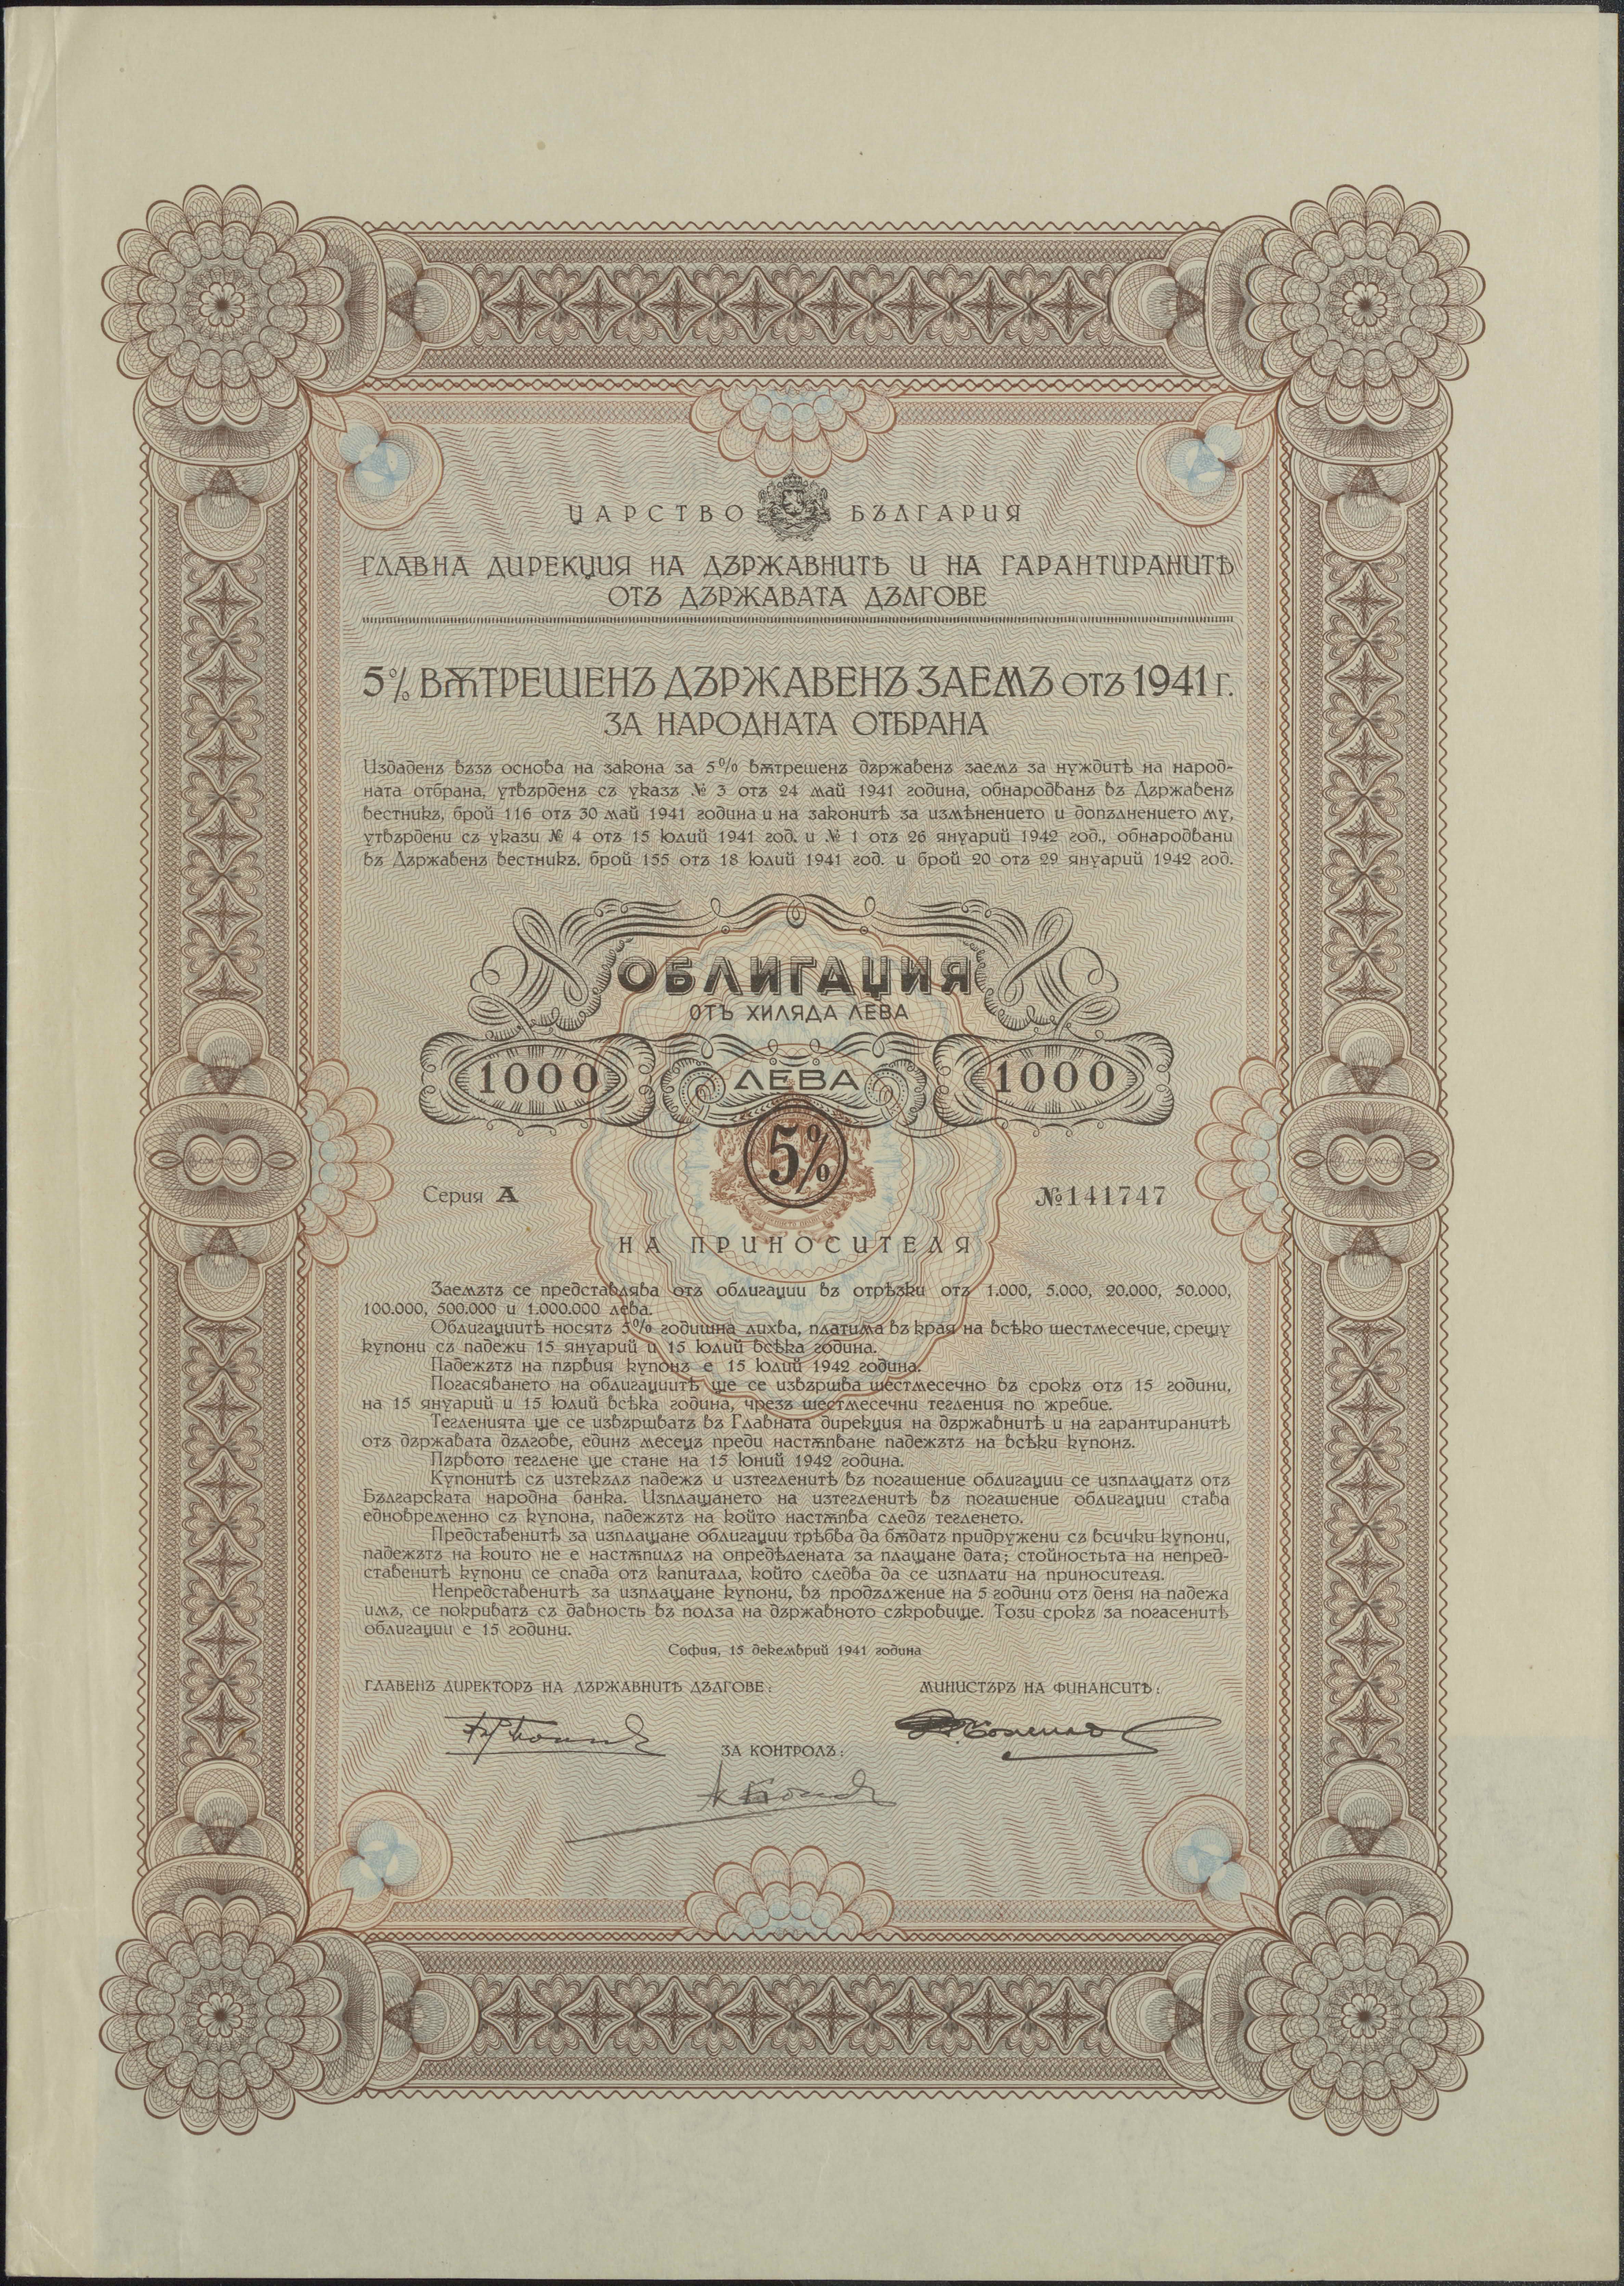 ЦАРСТВО БЪЛГАРИЯ
ГЛАВНА ДИРЕКЦИЯ НА ДЪРЖАВНИТѢ И НА ГАРАНТИРАНИТѢ
ОТЪ ДЪРЖАВАТА ДЪЛГОВЕ
5% ВѪТРЕШЕНЪ ДЪРЖАВЕНЪ ЗАЕМЪ отъ 1941 г.
ЗА НАРОДНАТА ОТБРАНА
Издаденъ възъ основа на закона за 5% вѫтрешенъ държавенъ заемъ за нуждитѣ на народ-
ната отбрана, утвърденъ съ указъ № 3 отъ 24 май 1941 година, обнародванъ въ Държавенъ
вестникъ, брой 116 отъ 30 май 1941 година и на законитѣ за измѣнението и допълнението му,
утвърдени съ укази № 4 отъ 15 юлий 1941 год. и № 1 отъ 26 януарий 1942 год., обнародвани
въ Държавенъ вестникъ, брой 155 отъ 18 юлий 1941 год. и брой 20 отъ 29 януарий 1942 год.
ОБЛИГАЦИЯ
ОТЪ ХИЛЯДА ЛЕВА
1000 ЛЕВА 1000
5%
Серия А №141747
НА ПРИНОСИТЕЛЯ
Заемътъ се представлява отъ облигации въ отрѣзки отъ 1.000, 5.000, 20.000, 50.000,
100.000, 500.000 и 1.000.000 лева.
Облигациитѣ носятъ 5% годишна лихва, платима въ края на всѣко шестмесечие, срещу
купони съ падежи 15 януарий и 15 юлий всѣка година.
Падежътъ на първия купонъ е 15 юлий 1942 година.
Погасяването на облигациитѣ ще се извършва шестмесечно въ срокъ отъ 15 години,
на 15 януарий и 15 юлий всѣка година, чрезъ шестмесечни тегления по жребие.
Тегленията ще се извършватъ въ Главната дирекция на държавнитѣ и на гарантиранитѣ
отъ държавата дългове, единъ месецъ преди настѫпване падежътъ на всѣки купонъ.
Първото теглене ще стане на 15 юний 1942 година.
Купонитѣ съ изтекълъ падежъ и изтегленитѣ въ погашение облигации се изплащатъ отъ
Българската народна банка. Изплащането на изтегленитѣ въ погашение облигации става
едновременно съ купона, падежътъ на който настѫпва следъ тегленето.
Представенитѣ за изплащане облигации трѣбва да бѫдатъ придружени съ всички купони,
падежътъ на които не е настѫпилъ на опредѣлената за плащане дата; стойностьта на непред-
ставенитѣ купони се спада отъ капитала, който следва да се изплати на приносителя.
Непредставенитѣ за изплащане купони, въ продължение на 5 години отъ деня на падежа
имъ, се покриватъ съ давность въ полза на държавното съкровище. Този срокъ за погасенитѣ
облигации е 15 години.
София, 15 декемврий 1941 година
ГЛАВЕНЪ ДИРЕКТОРЪ НА ДЪРЖАВНИТѢ ДЪЛГОВЕ: МИНИСТЪРЪ НА ФИНАНСИТѢ:
ЗА КОНТРОЛЪ: